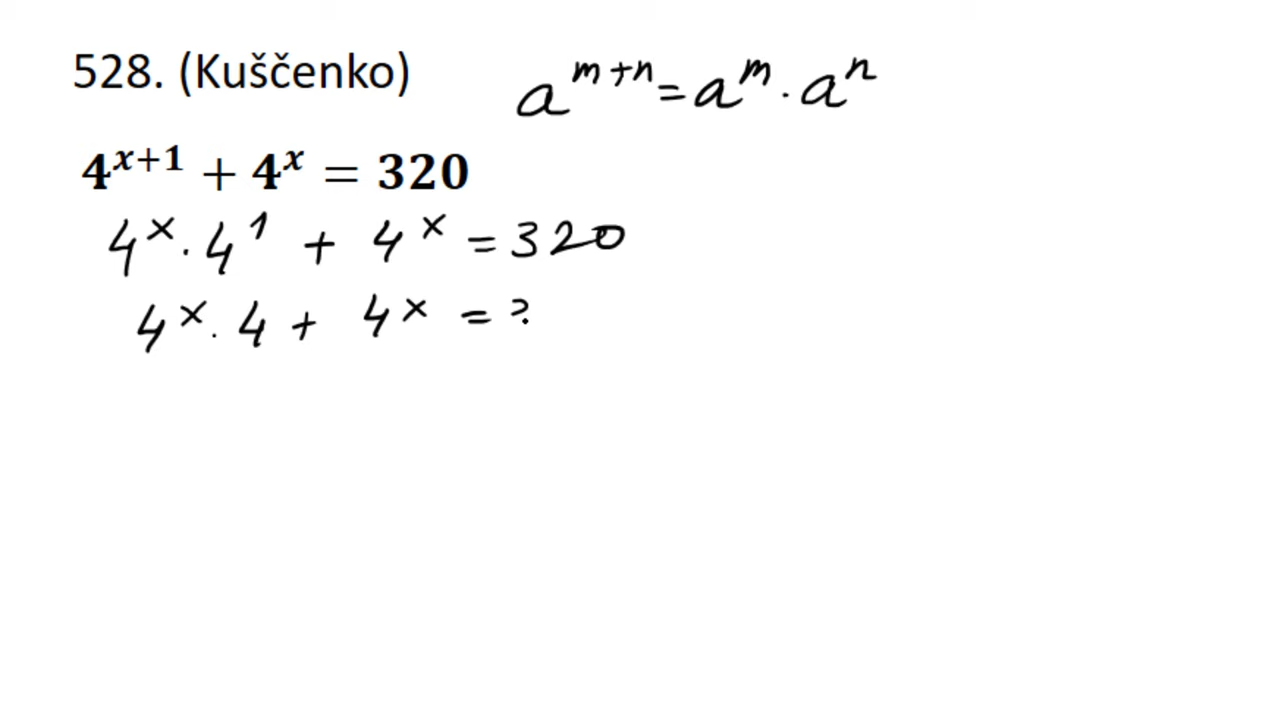 528. (Kuščenko)
a^{m+n} = a^m · a^n
4^{x+1} + 4^x = 320
4^x · 4^1 + 4^x = 320
4^x · 4 + 4^x =